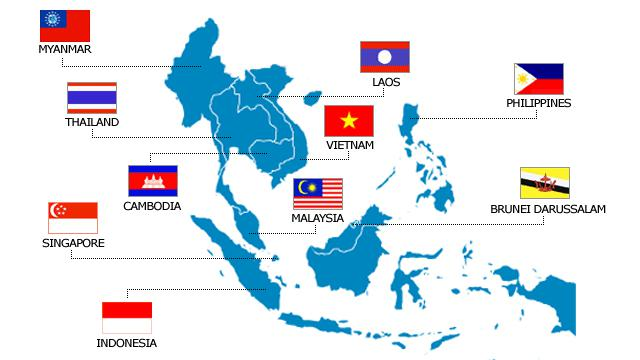 MYANMAR
LAOS
THAILAND
PHILIPPINES
VIETNAM
CAMBODIA
MALAYSIA
BRUNEI DARUSSALAM
SINGAPORE
INDONESIA